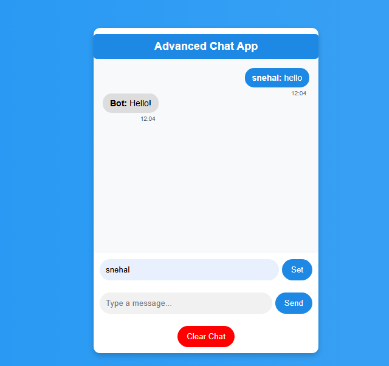 Advanced Chat App
snehal: hello
12:04
Bot: Hello!
12:04
snehal
Set
Type a message...
Send
Clear Chat